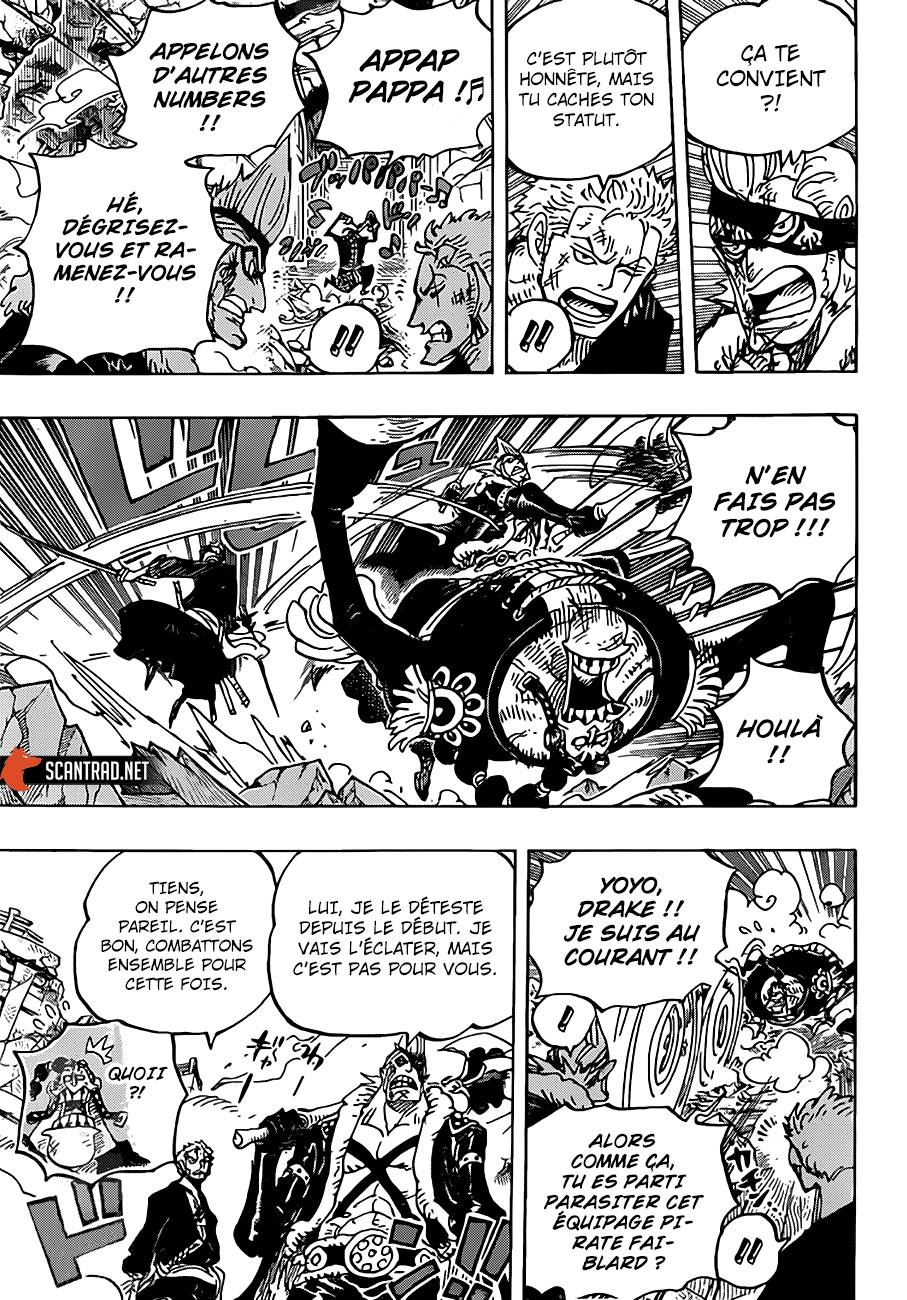 ÇA TE
CONVIENT
?!
C'EST PLUTÔT
HONNÊTE, MAIS
TU CACHES TON
STATUT.
APPAP
PAPPA !♫
APPELONS
D'AUTRES
NUMBERS
!!
HÉ,
DÉGRISEZ-
VOUS ET RA-
MENEZ-VOUS
!!
!!
!!
N'EN
FAIS PAS
TROP !!!
HOULÀ
!!
SCANTRAD.NET
YOYO,
DRAKE !!
JE SUIS AU
COURANT !!
!
ALORS
COMME ÇA,
TU ES PARTI
PARASITER CET
ÉQUIPAGE PI-
RATE FAI-
BLARD ?
!!
LUI, JE LE DÉTESTE
DEPUIS LE DÉBUT. JE
VAIS L'ÉCLATER, MAIS
C'EST PAS POUR VOUS.
TIENS,
ON PENSE
PAREIL. C'EST
BON, COMBATTONS
ENSEMBLE POUR
CETTE FOIS.
QUOII
?!